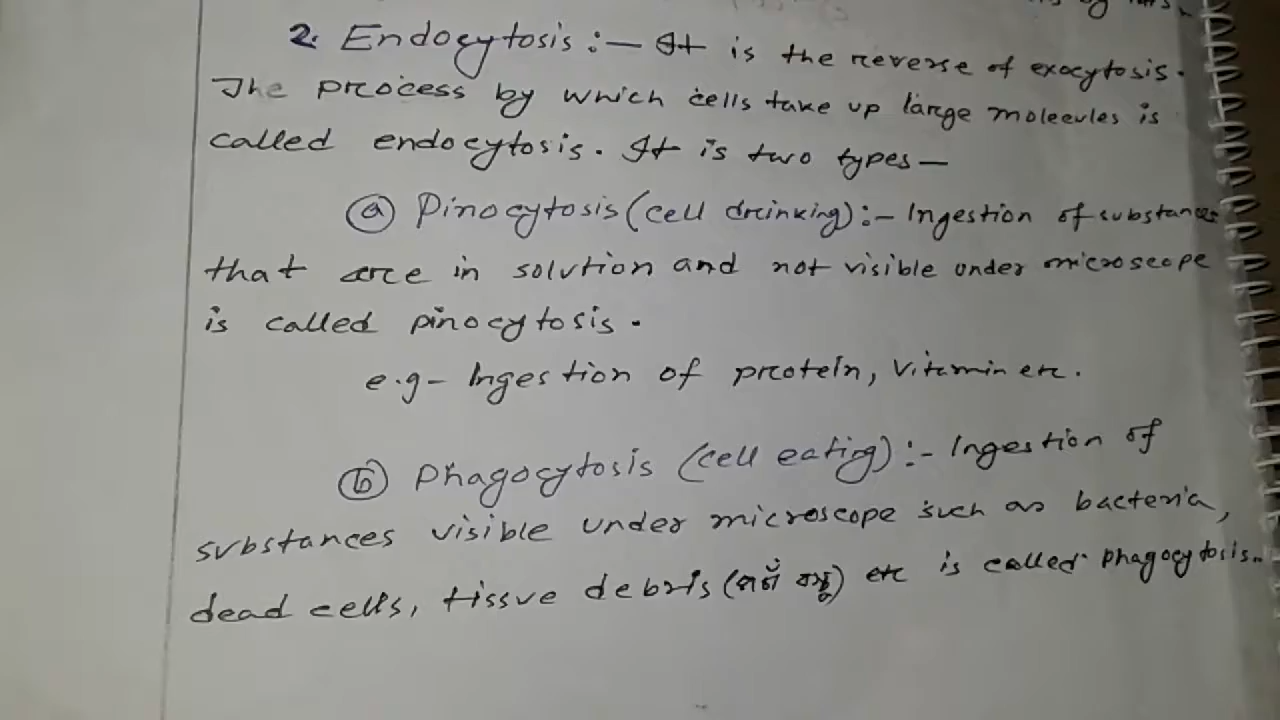 2. Endocytosis :— It is the reverse of exocytosis.
The process by which cells take up large molecules is
called endocytosis. It is two types—
ⓐ Pinocytosis (cell drinking) :- Ingestion of substances
that are in solution and not visible under microscope
is called pinocytosis.
e.g- Ingestion of protein, vitamin etc.
ⓑ Phagocytosis (cell eating) :- Ingestion of
substances visible under microscope such as bacteria,
dead cells, tissue debris ( ) etc is called phagocytosis.